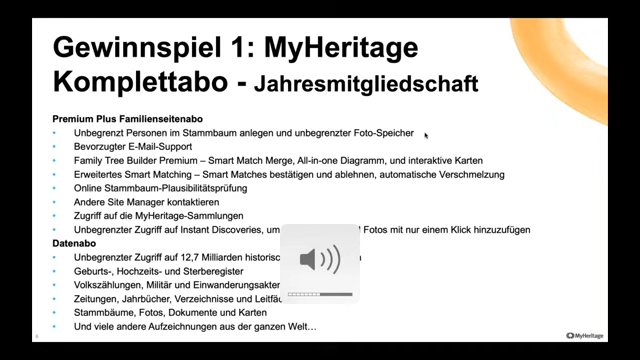 Gewinnspiel 1: MyHeritage
Komplettabo - Jahresmitgliedschaft
Premium Plus Familienseitenabo
Unbegrenzt Personen im Stammbaum anlegen und unbegrenzter Foto-Speicher
Bevorzugter E-Mail-Support
Family Tree Builder Premium – Smart Match Merge, All-in-one Diagramm, und interaktive Karten
Erweitertes Smart Matching – Smart Matches bestätigen und ablehnen, automatische Verschmelzung
Online Stammbaum-Plausibilitätsprüfung
Andere Site Manager kontaktieren
Zugriff auf die MyHeritage-Sammlungen
Unbegrenzter Zugriff auf Instant Discoveries, um Fotos mit nur einem Klick hinzuzufügen
Datenabo
Unbegrenzter Zugriff auf 12,7 Milliarden
Geburts-, Hochzeits- und Sterberegister
Volkszählungen, Militär und Einwanderungsakten
Zeitungen, Jahrbücher, Verzeichnisse und
Stammbäume, Fotos, Dokumente und Karten
Und viele andere Aufzeichnungen aus der ganzen Welt…
MyHeritage